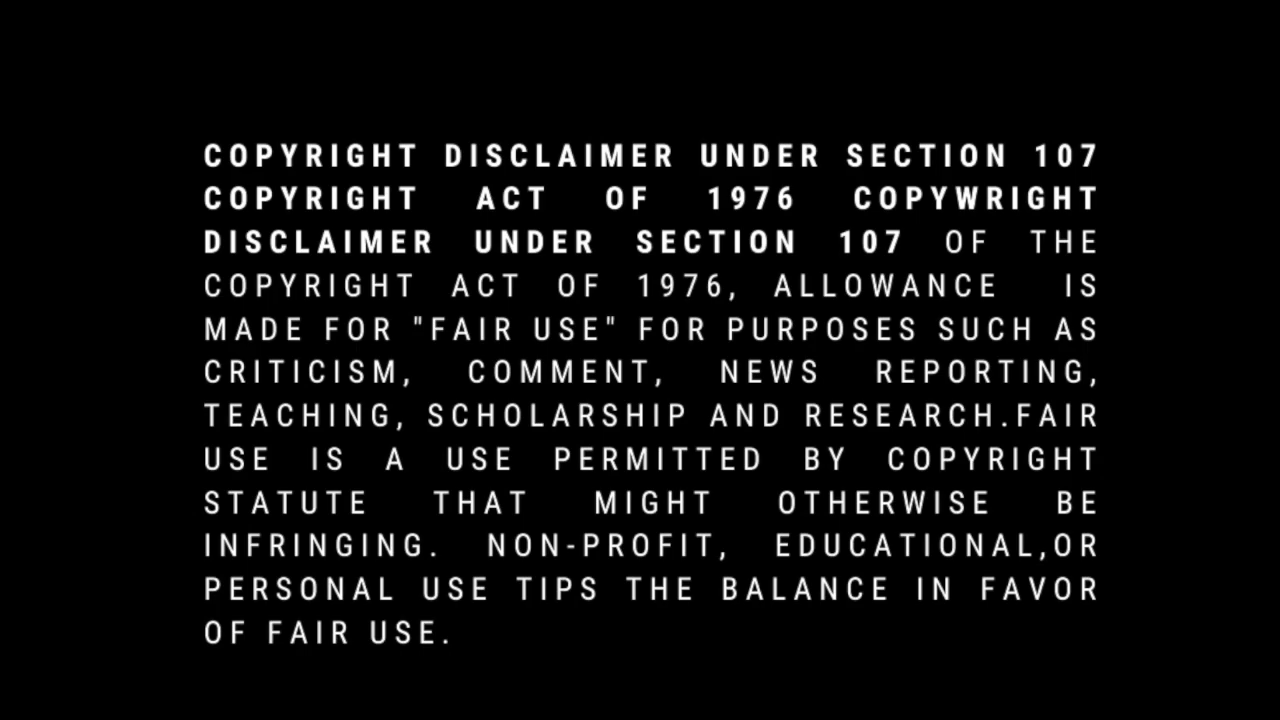 COPYRIGHT DISCLAIMER UNDER SECTION 107
COPYRIGHT ACT OF 1976 COPYWRIGHT
DISCLAIMER UNDER SECTION 107 OF THE
COPYRIGHT ACT OF 1976, ALLOWANCE IS
MADE FOR "FAIR USE" FOR PURPOSES SUCH AS
CRITICISM, COMMENT, NEWS REPORTING,
TEACHING, SCHOLARSHIP AND RESEARCH.FAIR
USE IS A USE PERMITTED BY COPYRIGHT
STATUTE THAT MIGHT OTHERWISE BE
INFRINGING. NON-PROFIT, EDUCATIONAL,OR
PERSONAL USE TIPS THE BALANCE IN FAVOR
OF FAIR USE.